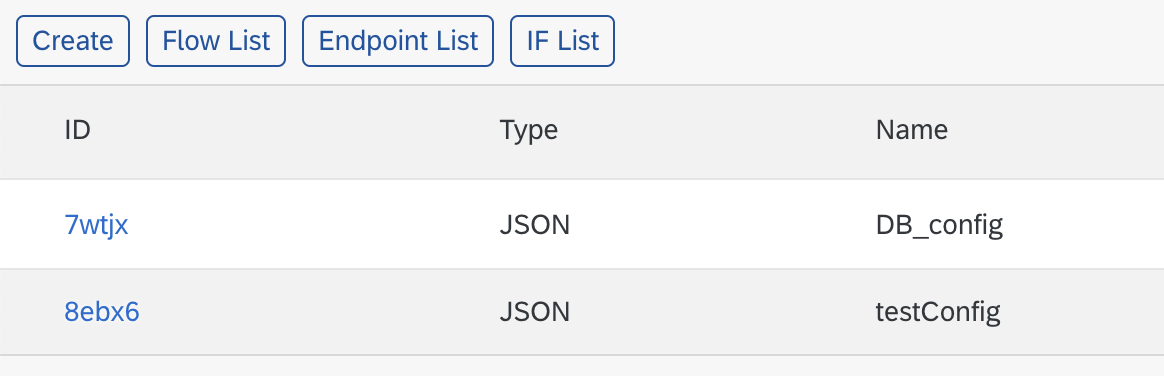 Create Flow List Endpoint List IF List
ID Type Name
7wtjx JSON DB_config
8ebx6 JSON testConfig